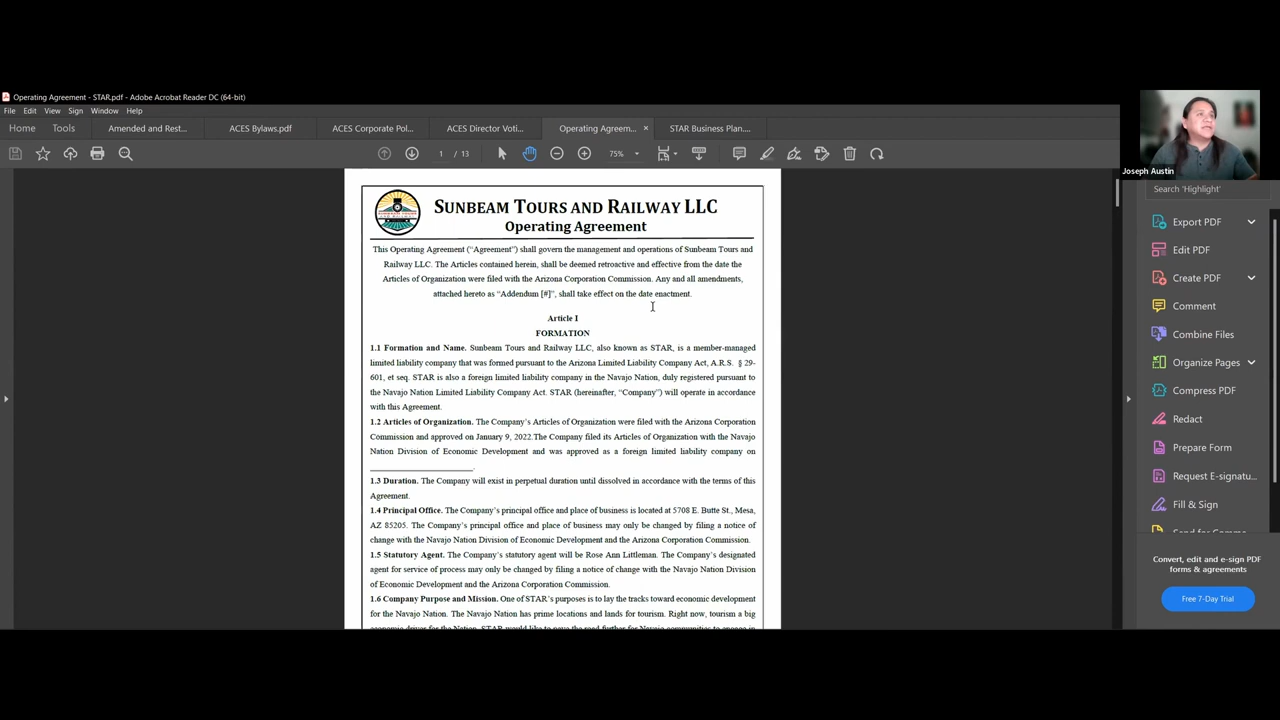 Operating Agreement - STAR.pdf - Adobe Acrobat Reader DC (64-bit)
File Edit View Sign Window Help
Home Tools Amended and Rest... ACES Bylaws.pdf ACES Corporate Pol... ACES Director Voti... Operating Agreem... × STAR Business Plan....
1 / 13 75%
Joseph Austin
Search 'Highlight'
Export PDF
Edit PDF
Create PDF
Comment
Combine Files
Organize Pages
Compress PDF
Redact
Prepare Form
Request E-signatu...
Fill & Sign
Convert, edit and e-sign PDF
forms & agreements
Free 7-Day Trial
SUNBEAM TOURS AND RAILWAY LLC
Operating Agreement
This Operating Agreement (“Agreement”) shall govern the management and operations of Sunbeam Tours and
Railway LLC. The Articles contained herein, shall be deemed retroactive and effective from the date the
Articles of Organization were filed with the Arizona Corporation Commission. Any and all amendments,
attached hereto as “Addendum [#]”, shall take effect on the date enactment.
Article I
FORMATION
1.1 Formation and Name. Sunbeam Tours and Railway LLC, also known as STAR, is a member-managed
limited liability company that was formed pursuant to the Arizona Limited Liability Company Act, A.R.S. § 29-
601, et seq. STAR is also a foreign limited liability company in the Navajo Nation, duly registered pursuant to
the Navajo Nation Limited Liability Company Act. STAR (hereinafter, “Company”) will operate in accordance
with this Agreement.
1.2 Articles of Organization. The Company’s Articles of Organization were filed with the Arizona Corporation
Commission and approved on January 9, 2022.The Company filed its Articles of Organization with the Navajo
Nation Division of Economic Development and was approved as a foreign limited liability company on
____________________.
1.3 Duration. The Company will exist in perpetual duration until dissolved in accordance with the terms of this
Agreement.
1.4 Principal Office. The Company’s principal office and place of business is located at 5708 E. Butte St., Mesa,
AZ 85205. The Company’s principal office and place of business may only be changed by filing a notice of
change with the Navajo Nation Division of Economic Development and the Arizona Corporation Commission.
1.5 Statutory Agent. The Company’s statutory agent will be Rose Ann Littleman. The Company’s designated
agent for service of process may only be changed by filing a notice of change with the Navajo Nation Division
of Economic Development and the Arizona Corporation Commission.
1.6 Company Purpose and Mission. One of STAR’s purposes is to lay the tracks toward economic development
for the Navajo Nation. The Navajo Nation has prime locations and lands for tourism. Right now, tourism a big